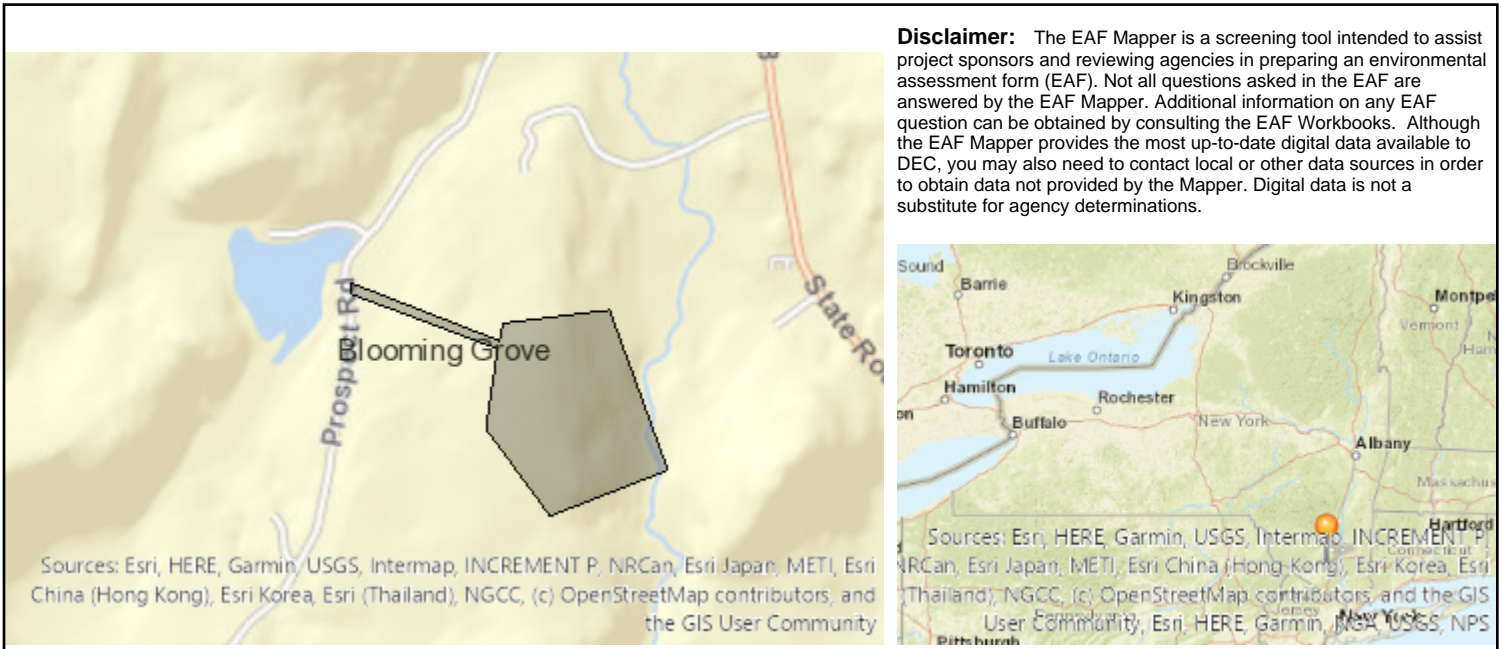 Disclaimer: The EAF Mapper is a screening tool intended to assist
project sponsors and reviewing agencies in preparing an environmental
assessment form (EAF). Not all questions asked in the EAF are
answered by the EAF Mapper. Additional information on any EAF
question can be obtained by consulting the EAF Workbooks. Although
the EAF Mapper provides the most up-to-date digital data available to
DEC, you may also need to contact local or other data sources in order
to obtain data not provided by the Mapper. Digital data is not a
substitute for agency determinations.
Prospect Rd
Blooming Grove
State Ro
Sources: Esri, HERE, Garmin, USGS, Intermap, INCREMENT P, NRCan, Esri Japan, METI, Esri
China (Hong Kong), Esri Korea, Esri (Thailand), NGCC, (c) OpenStreetMap contributors, and
the GIS User Community
Sound
Barrie
Brockville
Kingston
Montpe
Vermont
Ham
Toronto
Lake Ontario
Hamilton
Rochester
on
Buffalo
New York
Albany
Massachus
Hartford
Connecticut
Sources: Esri, HERE, Garmin, USGS, Intermap, INCREMENT P,
NRCan, Esri Japan, METI, Esri China (Hong Kong), Esri Korea, Esri
(Thailand), NGCC, (c) OpenStreetMap contributors, and the GIS
User Community, Esri, HERE, Garmin, NGA, USGS, NPS
Pennsylvania
Jersey
New York
Pittsburgh